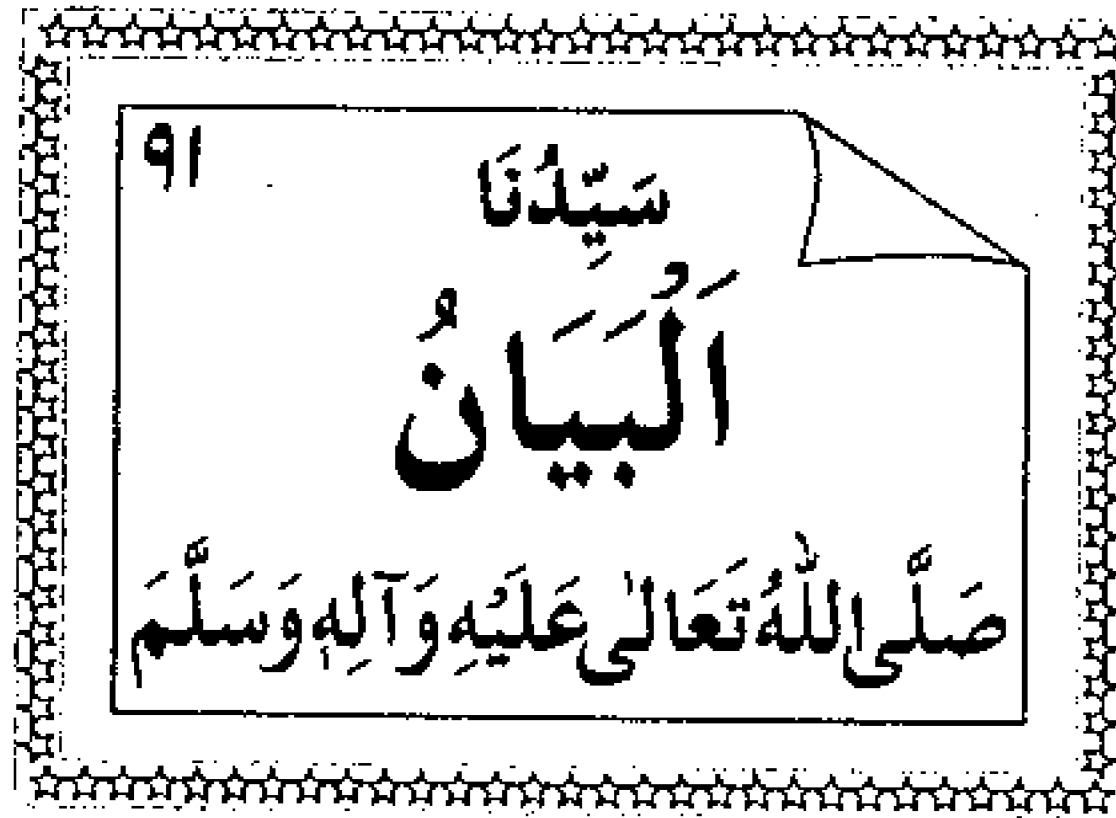 ۹۱
سَيِّدُنَا
اَلْبَيَانُ
صَلَّى اللّٰهُ تَعَالٰى عَلَيْهِ وَآلِهٖ وَسَلَّمَ